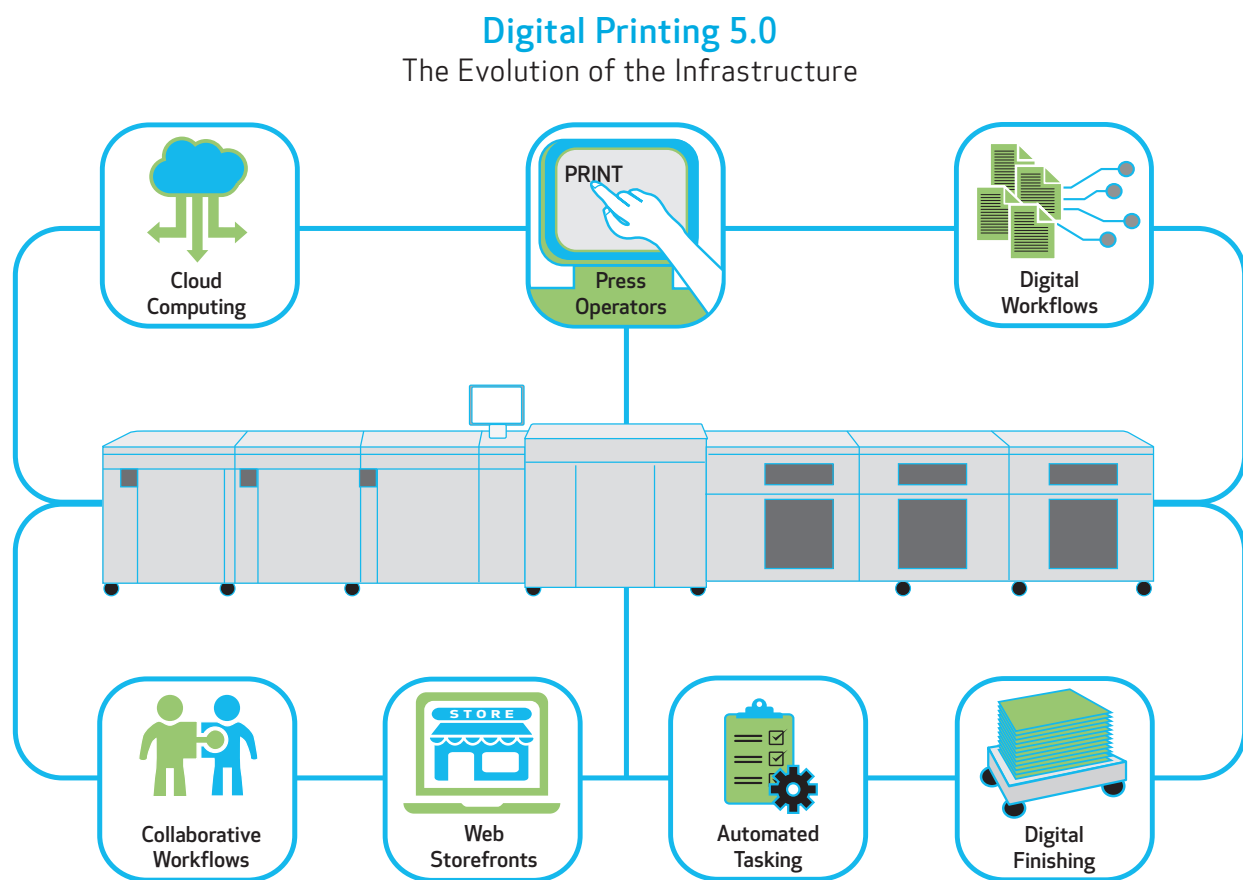 Digital Printing 5.0
The Evolution of the Infrastructure
Cloud
Computing
PRINT
Press
Operators
Digital
Workflows
Collaborative
Workflows
STORE
Web
Storefronts
Automated
Tasking
Digital
Finishing